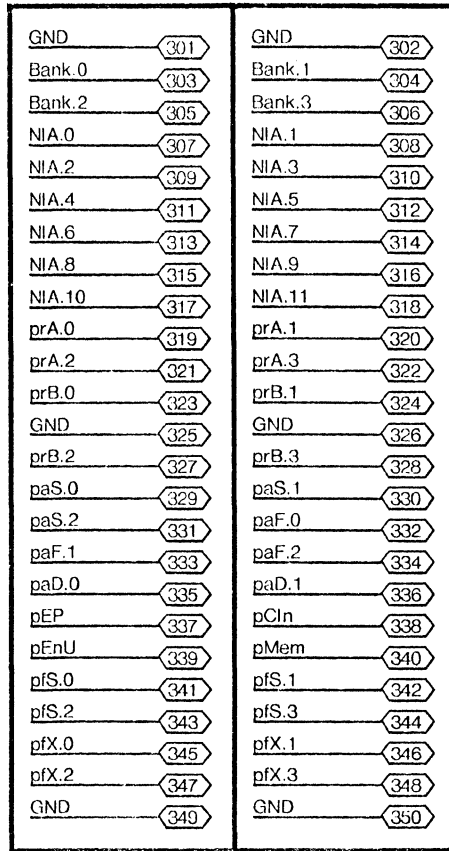 GND 301 GND 302
Bank.0 303 Bank.1 304
Bank.2 305 Bank.3 306
NIA.0 307 NIA.1 308
NIA.2 309 NIA.3 310
NIA.4 311 NIA.5 312
NIA.6 313 NIA.7 314
NIA.8 315 NIA.9 316
NIA.10 317 NIA.11 318
prA.0 319 prA.1 320
prA.2 321 prA.3 322
prB.0 323 prB.1 324
GND 325 GND 326
prB.2 327 prB.3 328
paS.0 329 paS.1 330
paS.2 331 paF.0 332
paF.1 333 paF.2 334
paD.0 335 paD.1 336
pEP 337 pCIn 338
pEnU 339 pMem 340
pfS.0 341 pfS.1 342
pfS.2 343 pfS.3 344
pfX.0 345 pfX.1 346
pfX.2 347 pfX.3 348
GND 349 GND 350